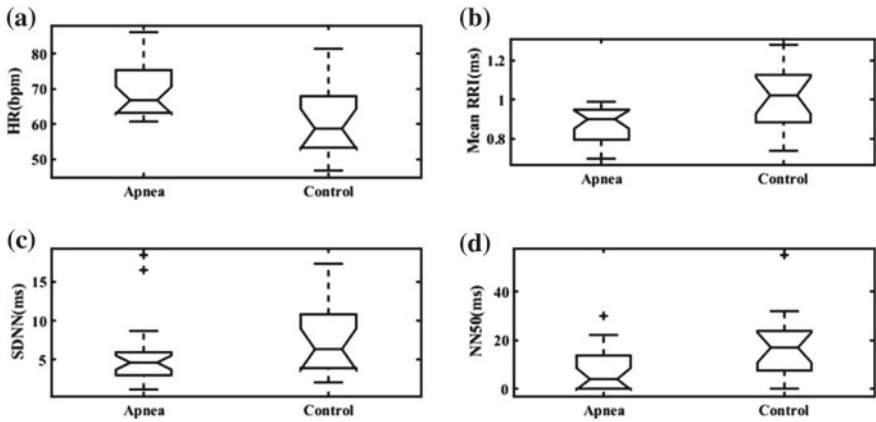 (a)
HR(bpm)
80
70
60
50
Apnea
Control
(b)
Mean RRI(ms)
1.2
1
0.8
Apnea
Control
(c)
SDNN(ms)
15
10
5
Apnea
Control
(d)
NN50(ms)
40
20
0
Apnea
Control